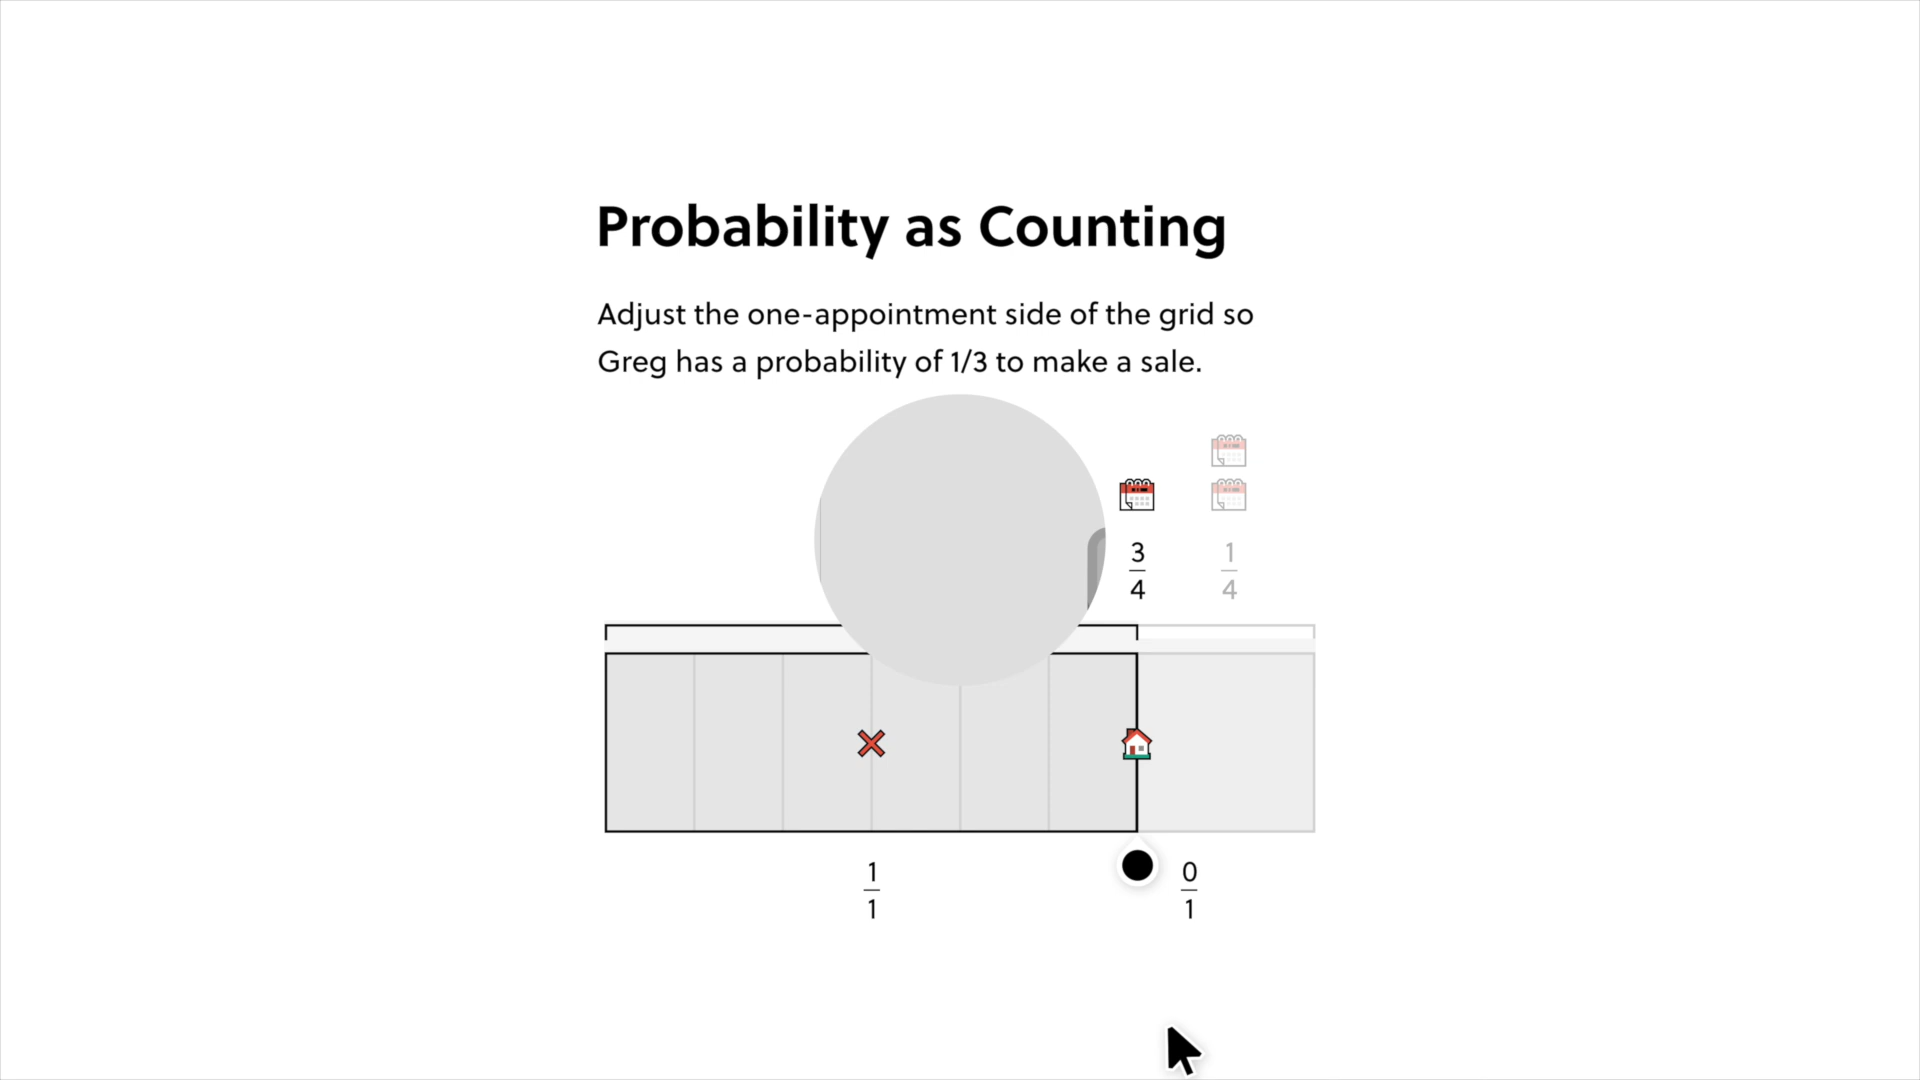 Probability as Counting
Adjust the one-appointment side of the grid so
Greg has a probability of 1/3 to make a sale.
3
4
1
4
1
1
0
1